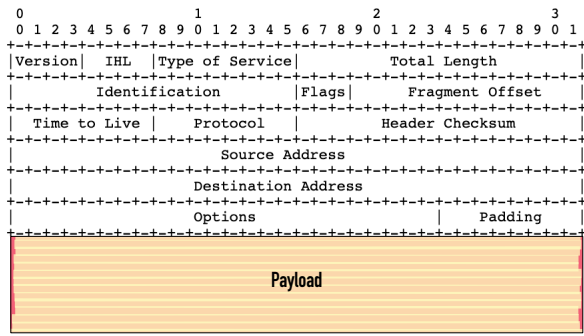 0                   1                   2                   3
0 1 2 3 4 5 6 7 8 9 0 1 2 3 4 5 6 7 8 9 0 1 2 3 4 5 6 7 8 9 0 1
+-+-+-+-+-+-+-+-+-+-+-+-+-+-+-+-+-+-+-+-+-+-+-+-+-+-+-+-+-+-+-+-+
|Version|  IHL  |Type of Service|          Total Length         |
+-+-+-+-+-+-+-+-+-+-+-+-+-+-+-+-+-+-+-+-+-+-+-+-+-+-+-+-+-+-+-+-+
|         Identification        |Flags|      Fragment Offset    |
+-+-+-+-+-+-+-+-+-+-+-+-+-+-+-+-+-+-+-+-+-+-+-+-+-+-+-+-+-+-+-+-+
|  Time to Live |    Protocol   |         Header Checksum       |
+-+-+-+-+-+-+-+-+-+-+-+-+-+-+-+-+-+-+-+-+-+-+-+-+-+-+-+-+-+-+-+-+
|                       Source Address                          |
+-+-+-+-+-+-+-+-+-+-+-+-+-+-+-+-+-+-+-+-+-+-+-+-+-+-+-+-+-+-+-+-+
|                    Destination Address                        |
+-+-+-+-+-+-+-+-+-+-+-+-+-+-+-+-+-+-+-+-+-+-+-+-+-+-+-+-+-+-+-+-+
|                    Options                    |    Padding    |
+-+-+-+-+-+-+-+-+-+-+-+-+-+-+-+-+-+-+-+-+-+-+-+-+-+-+-+-+-+-+-+-+
Payload